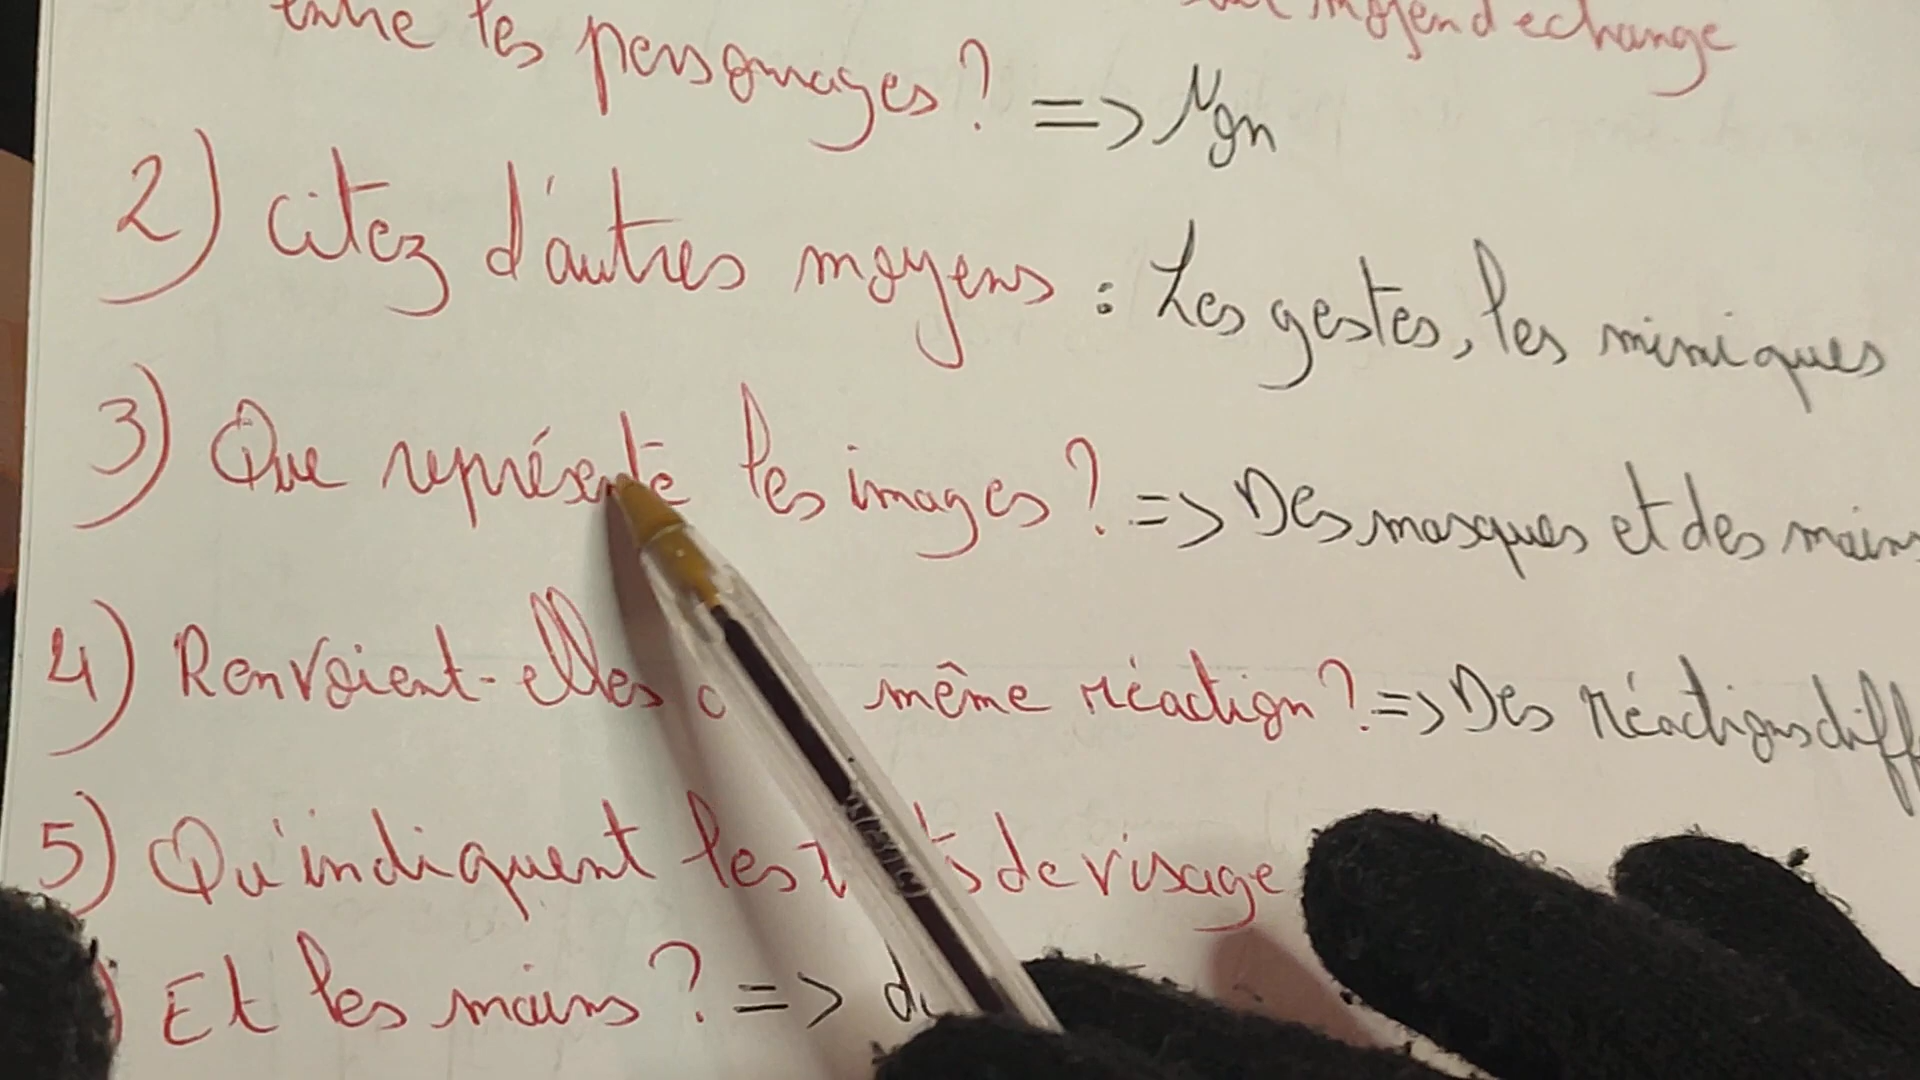 entre les personnages ? => Non
moyen d'echange
2) Citez d'autres moyens : Les gestes, les mimiques
3) Que représente les images ? => Des masques et des mains
4) Renvoient-elles même réaction ? => Des réactions diff
5) Qu'indiquent les de visage
Et les mains ? =>